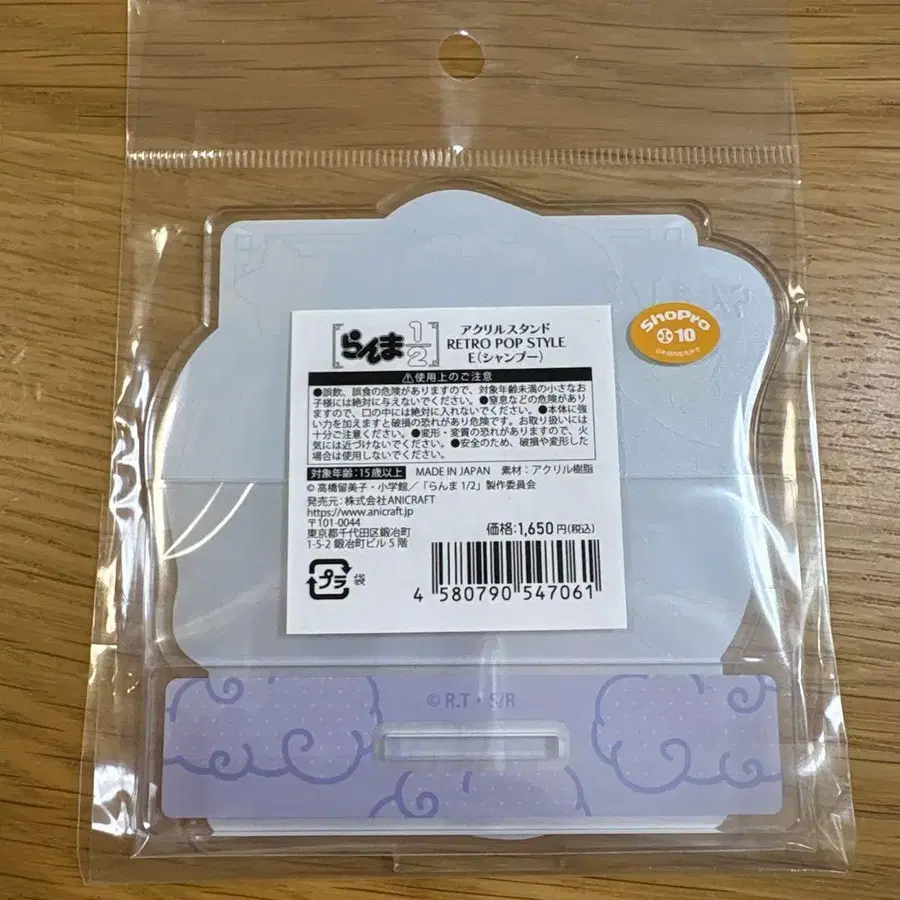 らんま1/2
アクリルスタンド
RETRO POP STYLE
E(シャンプー)
⚠使用上のご注意
●誤飲、誤食の危険がありますので、対象年齢未満の小さなお
子様には絶対に与えないでください。●窒息などの危険があり
ますので、口の中には絶対に入れないでください。●本体に強
い力を加えますと破損の恐れがあり危険です。お取り扱いには
十分ご注意ください。●変形・変質の恐れがありますので、火
気には近づけないでください。●安全のため、破損や変形した
場合は使用しないでください。
対象年齢:15歳以上 MADE IN JAPAN 素材:アクリル樹脂
© 高橋留美子・小学館/「らんま 1/2」製作委員会
発売元:株式会社ANICRAFT
https://www.anicraft.jp
〒101-0044
東京都千代田区鍛冶町
1-5-2 鍛冶町ビル 5 階
価格:1,650円(税込)
プラ 袋
4 580790 547061
ShoPro
10
© R.T・S/R